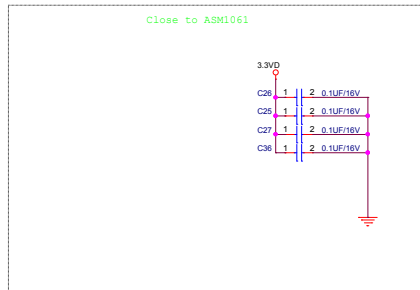 Close to ASM1061
3.3VD
C26 1 2 0.1UF/16V
C25 1 2 0.1UF/16V
C27 1 2 0.1UF/16V
C36 1 2 0.1UF/16V